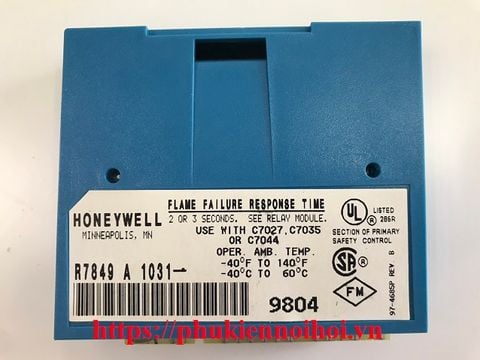 FLAME FAILURE RESPONSE TIME
HONEYWELL
2 OR 3 SECONDS. SEE RELAY MODULE.
MINNEAPOLIS, MN
USE WITH C7027,C7035
OR C7044
OPER. AMB. TEMP.
-40°F TO 140°F
-40°C TO 60°C
R7849 A 1031
9804
UL
LISTED
286R
SECTION OF PRIMARY
SAFETY CONTROL
FM
97-4685P REV B
https://phukiennoihoi.vn